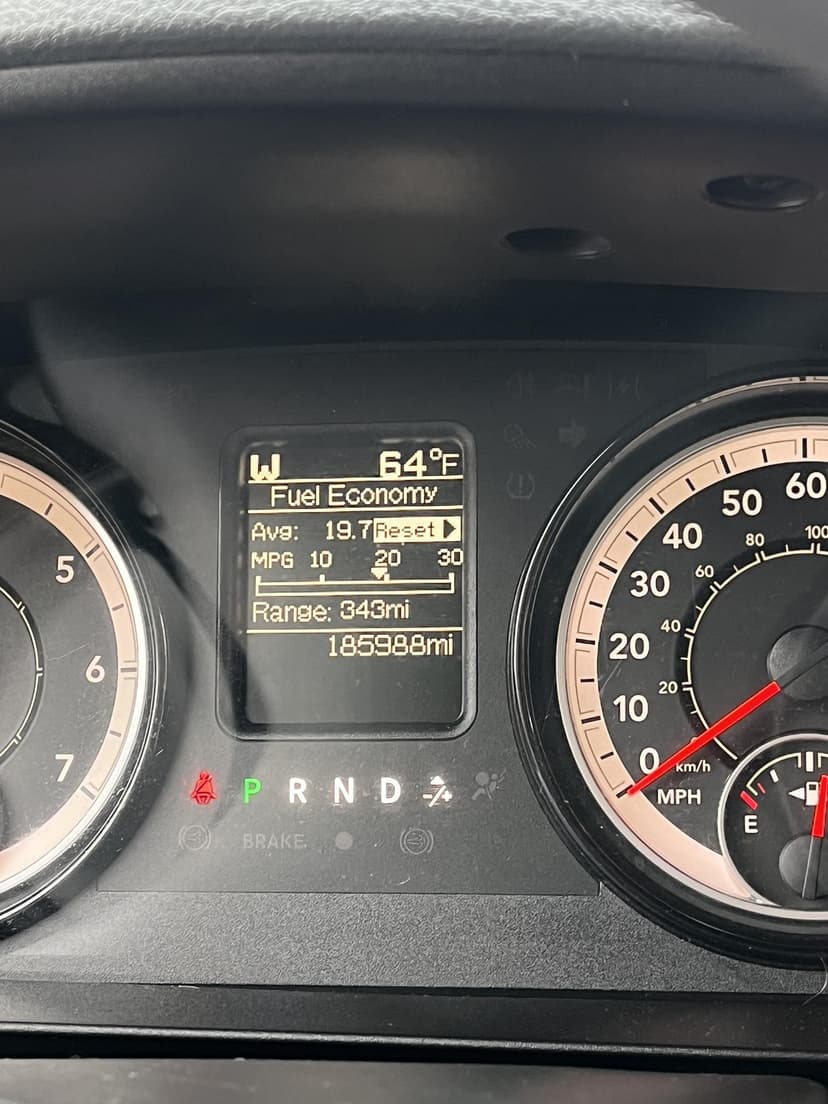 W 64°F
Fuel Economy
Avg: 19.7 Reset
MPG 10 20 30
Range: 343mi
185988mi
5
6
7
P R N D -/+
BRAKE
60
50
40
30
20
10
0
100
80
60
40
20
km/h
MPH
E